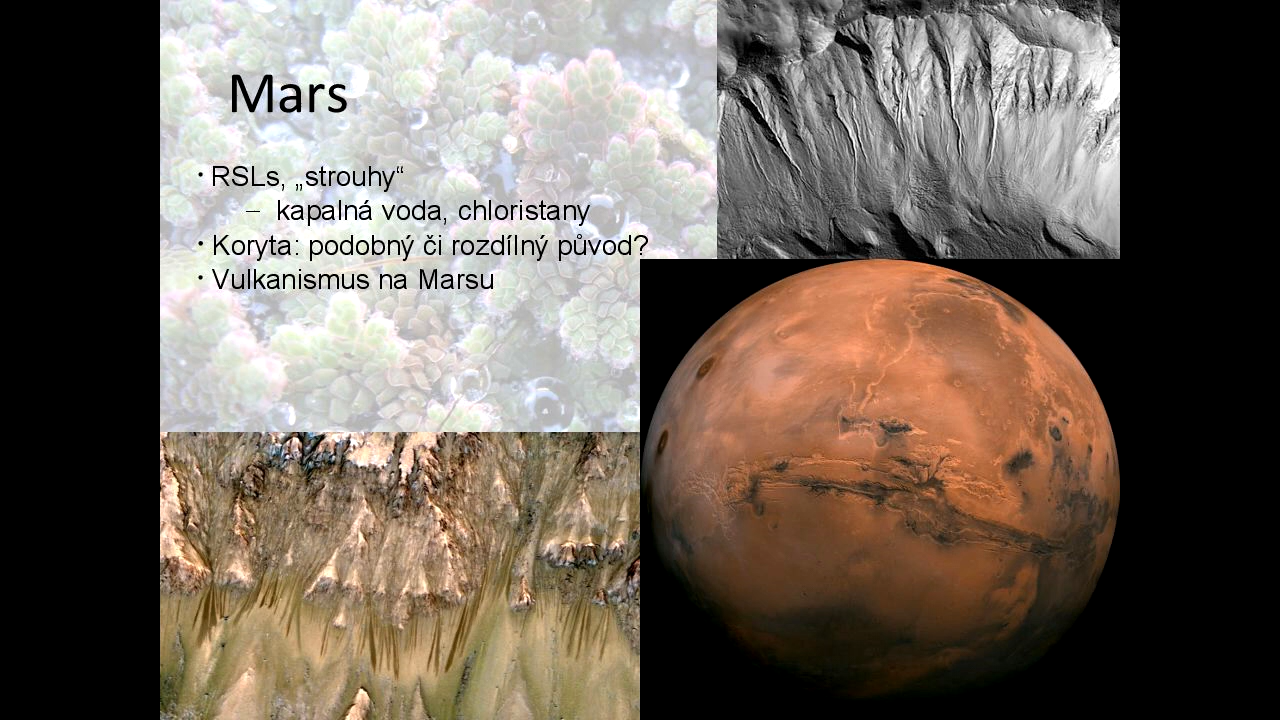 Mars
• RSLs, „strouhy“
– kapalná voda, chloristany
• Koryta: podobný či rozdílný původ?
• Vulkanismus na Marsu